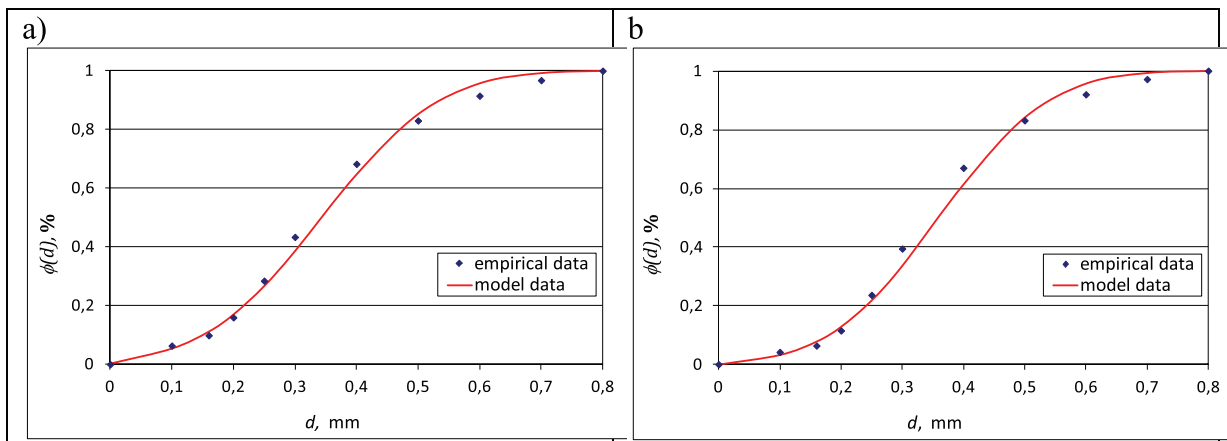 a)
1
0,8
0,6
0,4
0,2
0
ϕ(d), %
empirical data
model data
0 0,1 0,2 0,3 0,4 0,5 0,6 0,7 0,8
d, mm
b
1
0,8
0,6
0,4
0,2
0
ϕ(d), %
empirical data
model data
0 0,1 0,2 0,3 0,4 0,5 0,6 0,7 0,8
d, mm